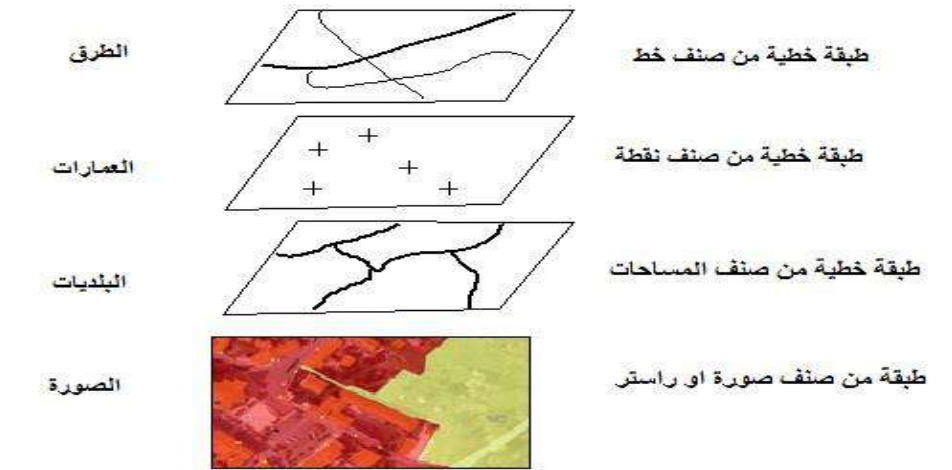 طبقة خطية من صنف خط
الطرق
طبقة خطية من صنف نقطة
العمارات
طبقة خطية من صنف المساحات
البلديات
طبقة من صنف صورة او راستر
الصورة